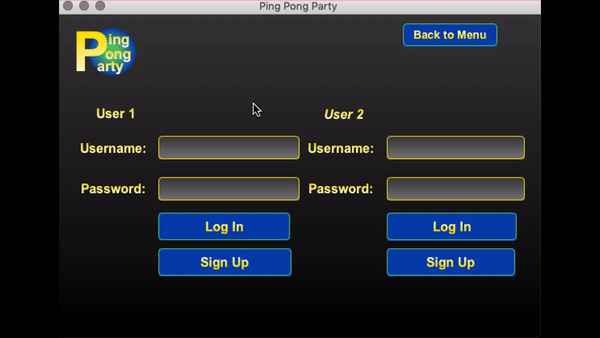 Ping Pong Party
Ping
Pong
Party
Back to Menu
User 1
User 2
Username:
Username:
Password:
Password:
Log In
Log In
Sign Up
Sign Up